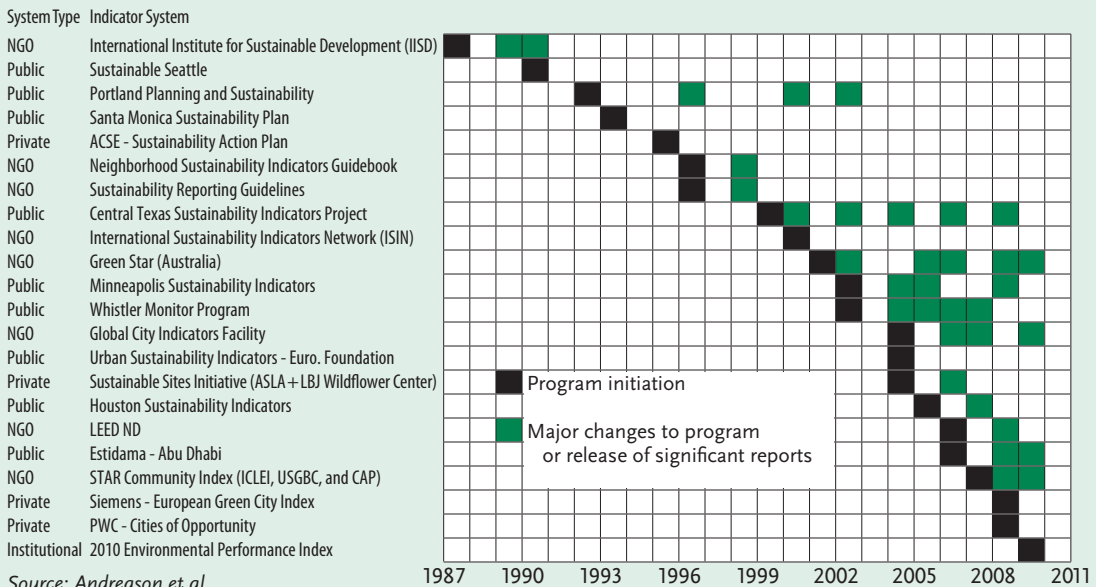 System Type Indicator System
NGO International Institute for Sustainable Development (IISD)
Public Sustainable Seattle
Public Portland Planning and Sustainability
Public Santa Monica Sustainability Plan
Private ACSE - Sustainability Action Plan
NGO Neighborhood Sustainability Indicators Guidebook
NGO Sustainability Reporting Guidelines
Public Central Texas Sustainability Indicators Project
NGO International Sustainability Indicators Network (ISIN)
NGO Green Star (Australia)
Public Minneapolis Sustainability Indicators
Public Whistler Monitor Program
NGO Global City Indicators Facility
Public Urban Sustainability Indicators - Euro. Foundation
Private Sustainable Sites Initiative (ASLA+LBJ Wildflower Center)
Program initiation
Public Houston Sustainability Indicators
NGO LEED ND
Major changes to program
or release of significant reports
Public Estidama - Abu Dhabi
NGO STAR Community Index (ICLEI, USGBC, and CAP)
Private Siemens - European Green City Index
Private PWC - Cities of Opportunity
Institutional 2010 Environmental Performance Index
1987 1990 1993 1996 1999 2002 2005 2008 2011
Source: Andreason et al